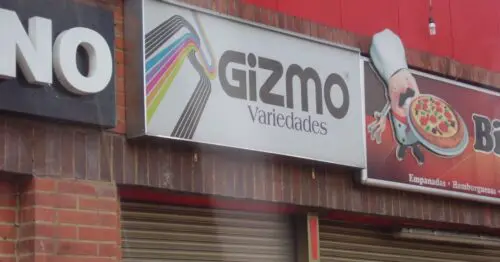 NO
GiZMO
Variedades
Bi
Empanadas • Hamburguesas